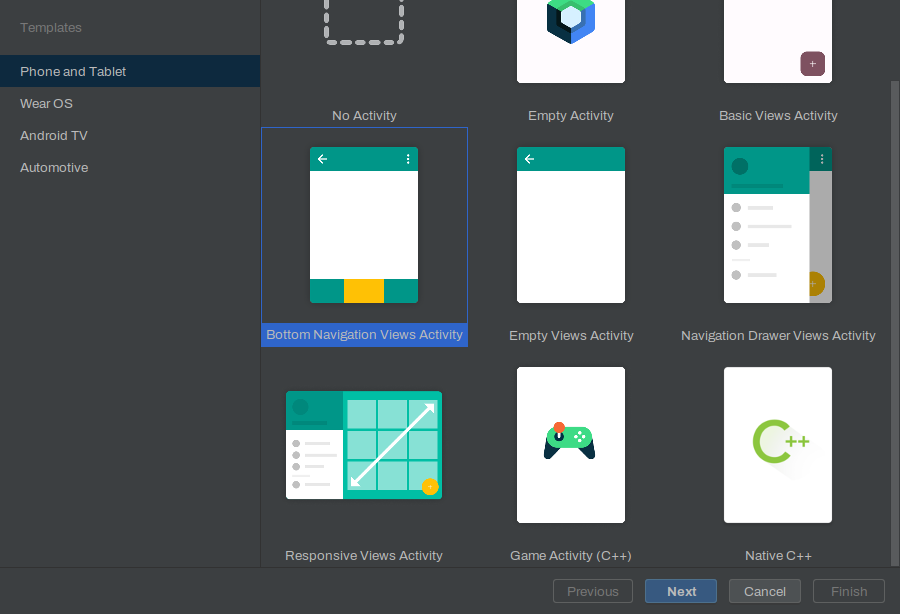 Templates
Phone and Tablet
Wear OS
Android TV
Automotive
No Activity
Empty Activity
Basic Views Activity
Bottom Navigation Views Activity
Empty Views Activity
Navigation Drawer Views Activity
C++
Responsive Views Activity
Game Activity (C++)
Native C++
Previous
Next
Cancel
Finish